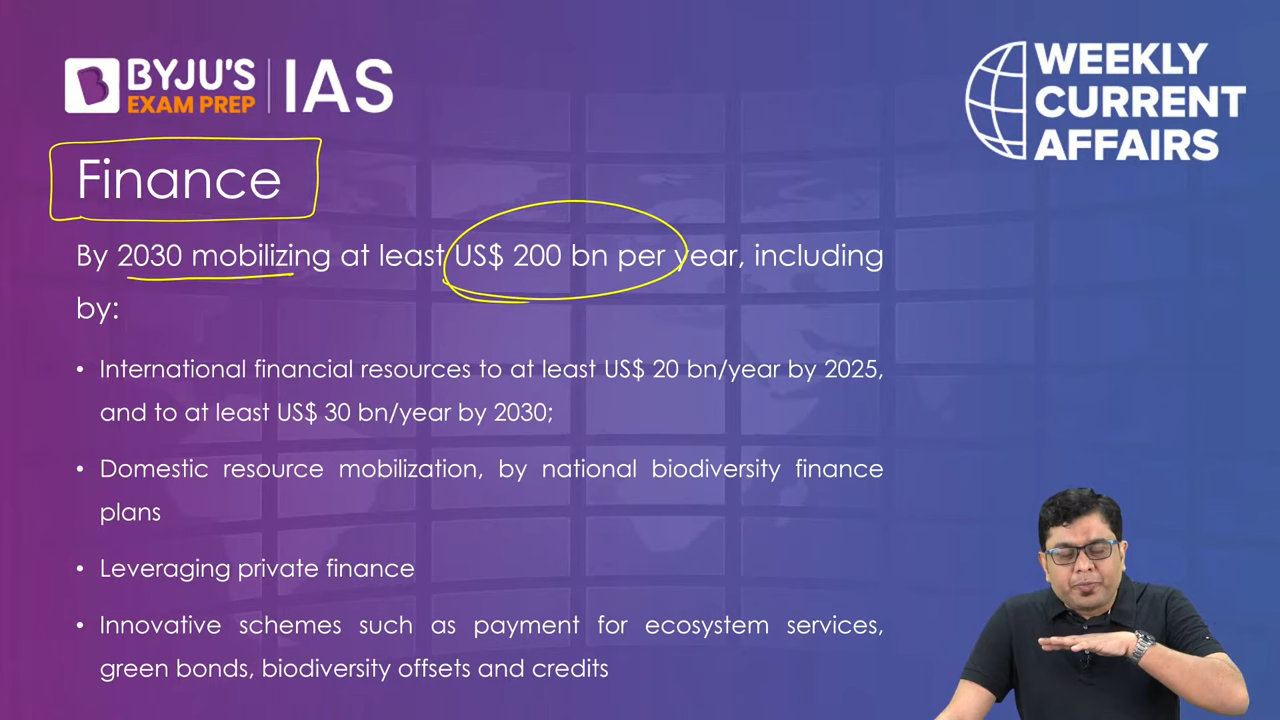 BYJU'S
EXAM PREP
IAS
WEEKLY
CURRENT
AFFAIRS
Finance
By 2030 mobilizing at least US$ 200 bn per year, including
by:
• International financial resources to at least US$ 20 bn/year by 2025,
and to at least US$ 30 bn/year by 2030;
• Domestic resource mobilization, by national biodiversity finance
plans
• Leveraging private finance
• Innovative schemes such as payment for ecosystem services,
green bonds, biodiversity offsets and credits